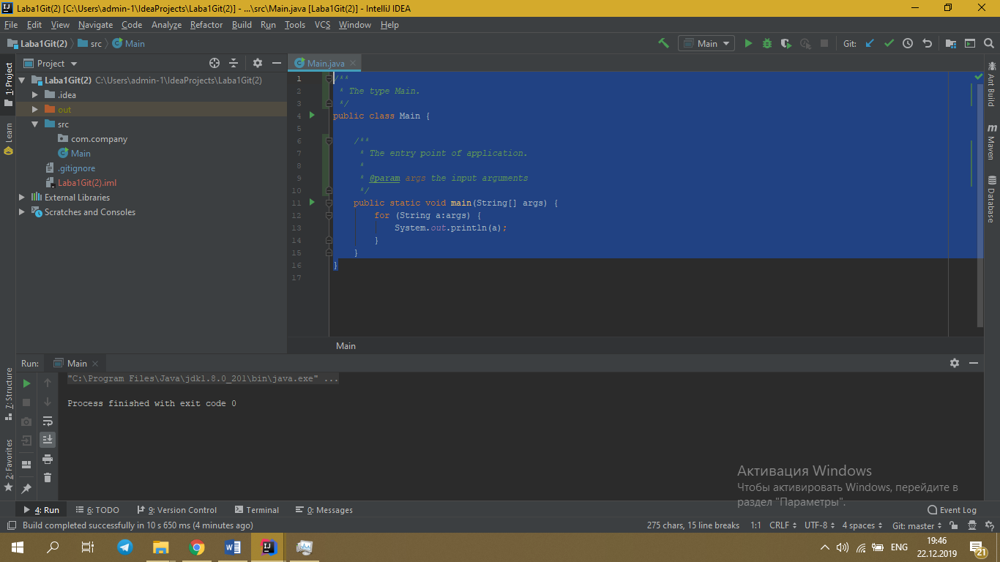 Laba1Git(2) [C:\Users\admin-1\IdeaProjects\Laba1Git(2)] - ...\src\Main.java [Laba1Git(2)] - IntelliJ IDEA
File Edit View Navigate Code Analyze Refactor Build Run Tools VCS Window Help
Laba1Git(2) src Main
Main
Git:
1: Project
Learn
7: Structure
2: Favorites
Project
Laba1Git(2) C:\Users\admin-1\IdeaProjects\Laba1Git(2)
.idea
out
src
com.company
Main
.gitignore
Laba1Git(2).iml
External Libraries
Scratches and Consoles
Main.java
1 /**
2 * The type Main.
3 */
4 public class Main {
5
6 /**
7 * The entry point of application.
8 *
9 * @param args the input arguments
10 */
11 public static void main(String[] args) {
12 for (String a:args) {
13 System.out.println(a);
14 }
15 }
16 }
17
Main
Ant Build
Maven
Database
Run: Main
"C:\Program Files\Java\jdk1.8.0_201\bin\java.exe" ...
Process finished with exit code 0
Активация Windows
Чтобы активировать Windows, перейдите в
раздел "Параметры".
4: Run 6: TODO 9: Version Control Terminal 0: Messages Event Log
Build completed successfully in 10 s 650 ms (4 minutes ago) 275 chars, 15 line breaks 1:1 CRLF UTF-8 4 spaces Git: master
ENG
19:46
22.12.2019
21